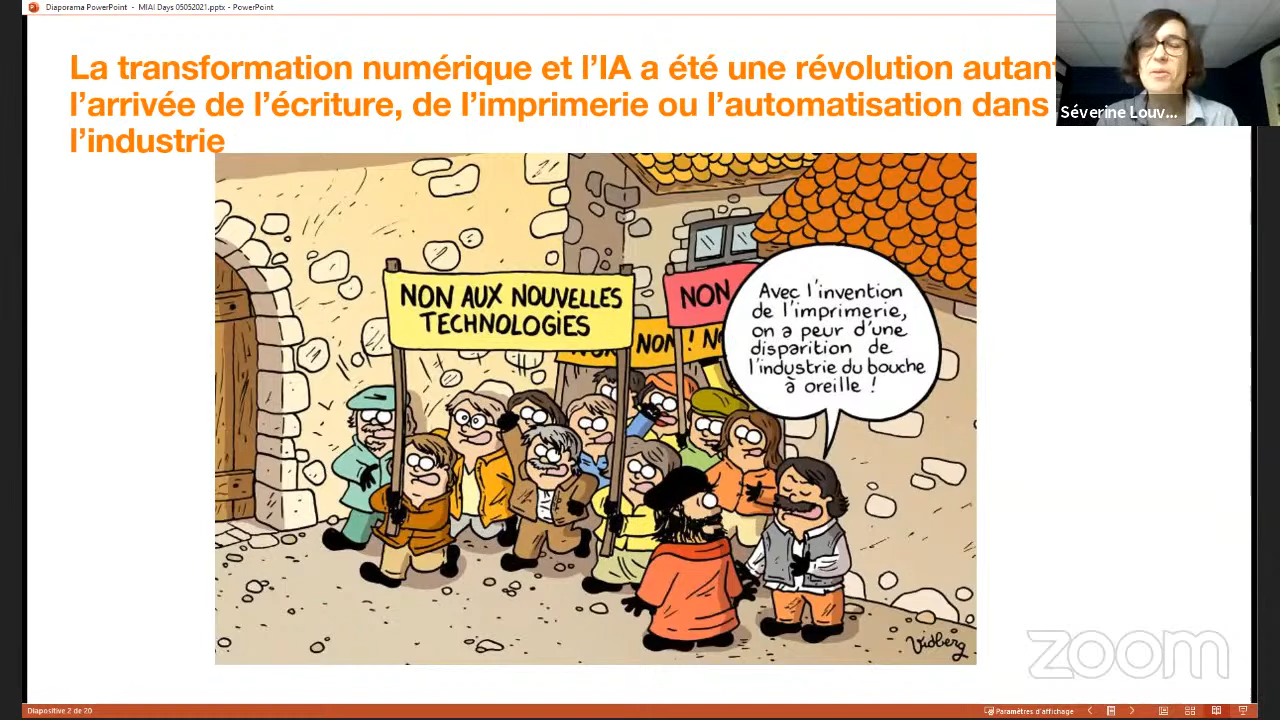 Diaporama PowerPoint - MIAI Days 05052021.pptx - PowerPoint
La transformation numérique et l'IA a été une révolution autant
l'arrivée de l'écriture, de l'imprimerie ou l'automatisation dans
l'industrie
Séverine Louv...
NON AUX NOUVELLES
TECHNOLOGIES
NON
NON ! N
Avec l'invention
de l'imprimerie,
on a peur d'une
disparition de
l'industrie du bouche
à oreille !
Vidberg
zoom
Diapositive 2 de 20
Paramètres d'affichage